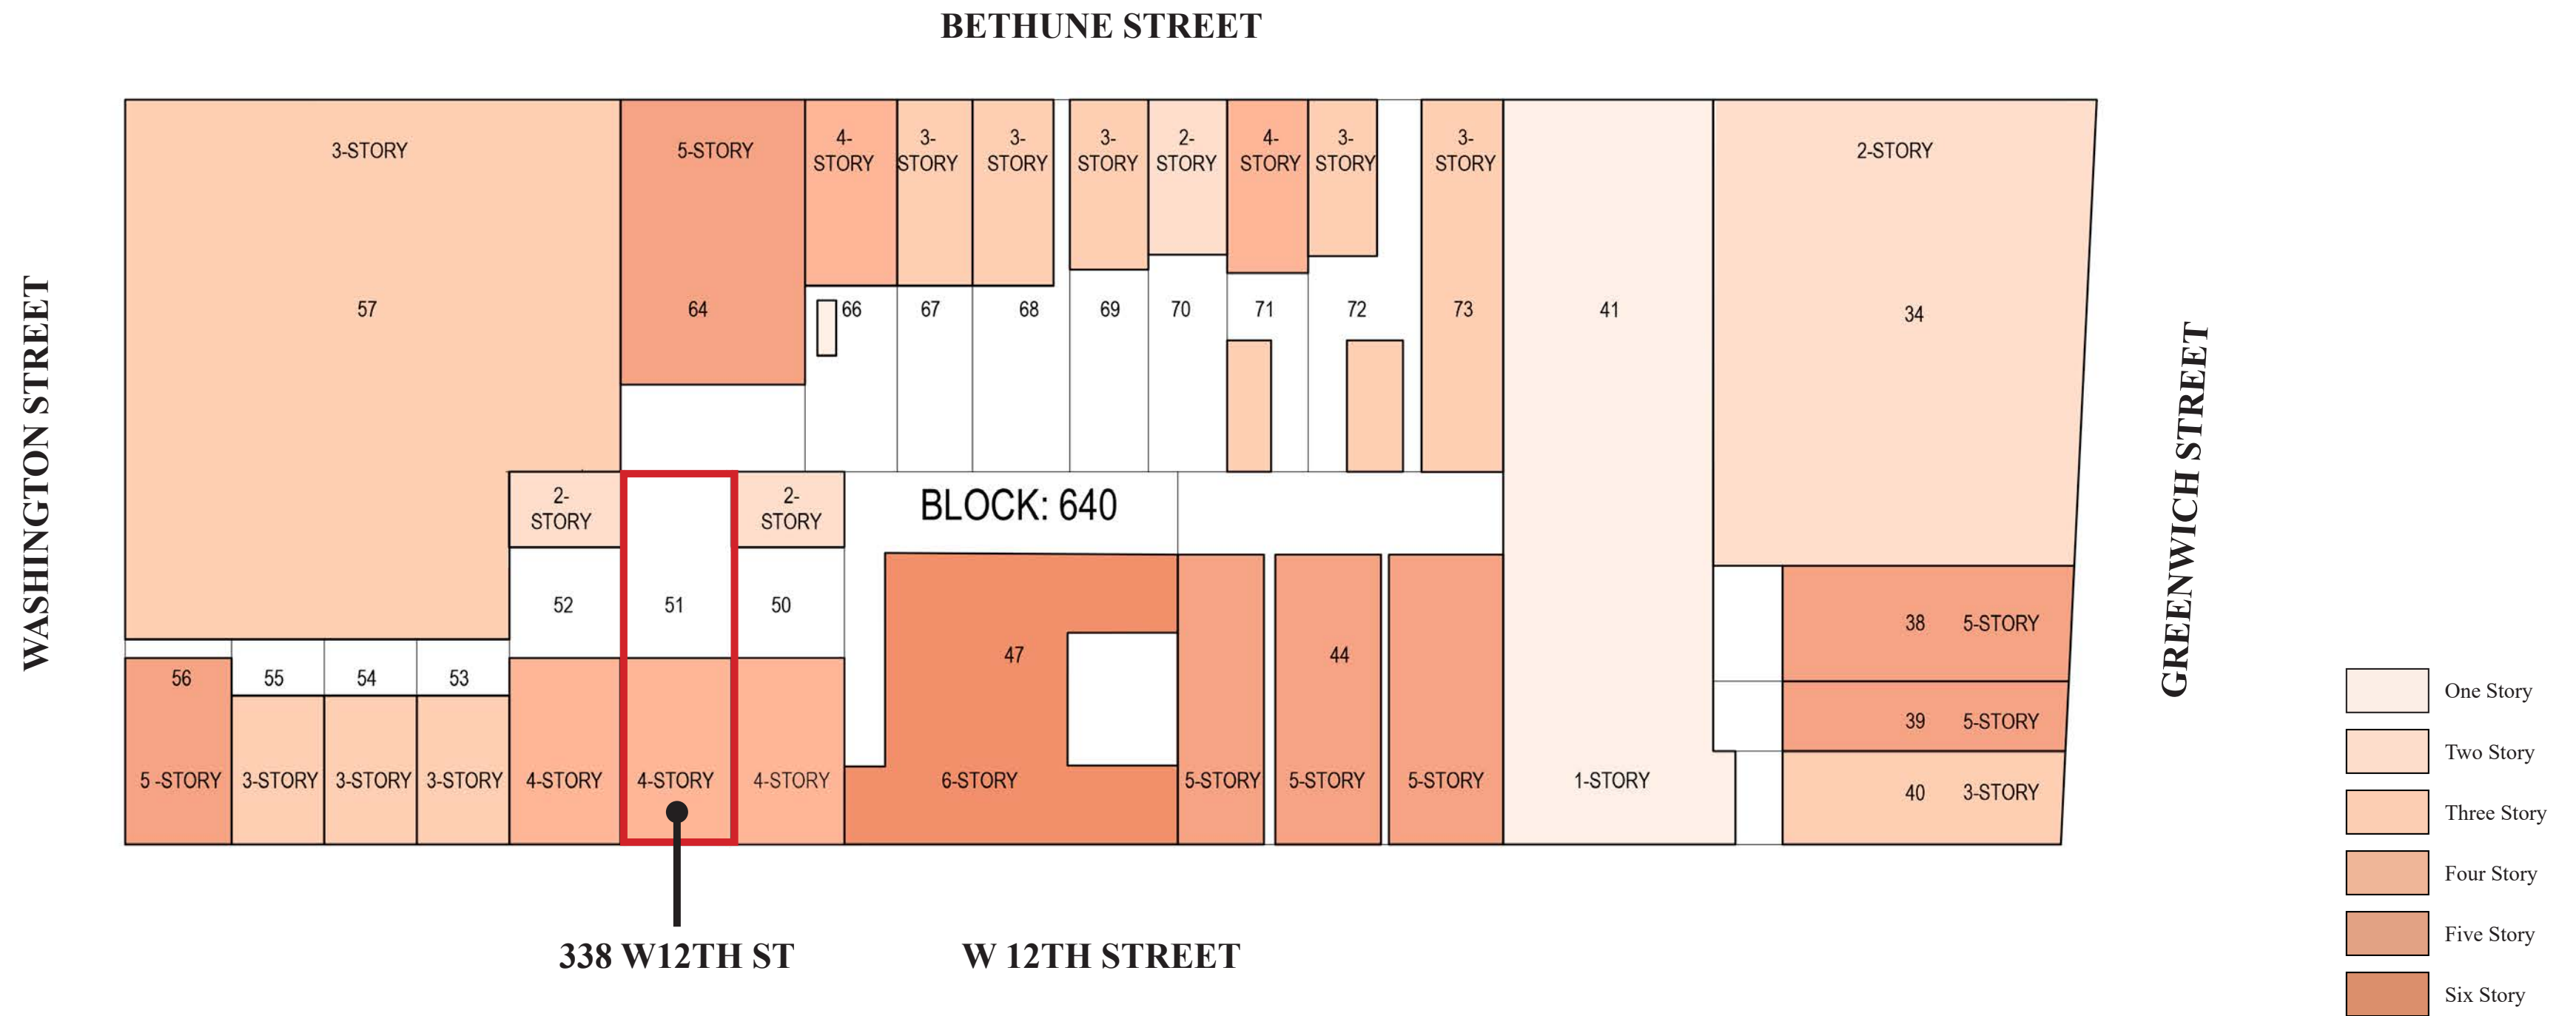 BETHUNE STREET
WASHINGTON STREET
GREENWICH STREET
3-STORY
5-STORY
4-
STORY
3-
STORY
3-
STORY
3-
STORY
2-
STORY
4-
STORY
3-
STORY
3-
STORY
2-STORY
57
64
66
67
68
69
70
71
72
73
41
34
2-
STORY
2-
STORY
BLOCK: 640
52
51
50
47
44
38 5-STORY
39 5-STORY
40 3-STORY
56
55
54
53
5 -STORY
3-STORY
3-STORY
3-STORY
4-STORY
4-STORY
4-STORY
6-STORY
5-STORY
5-STORY
5-STORY
1-STORY
338 W12TH ST
W 12TH STREET
One Story
Two Story
Three Story
Four Story
Five Story
Six Story